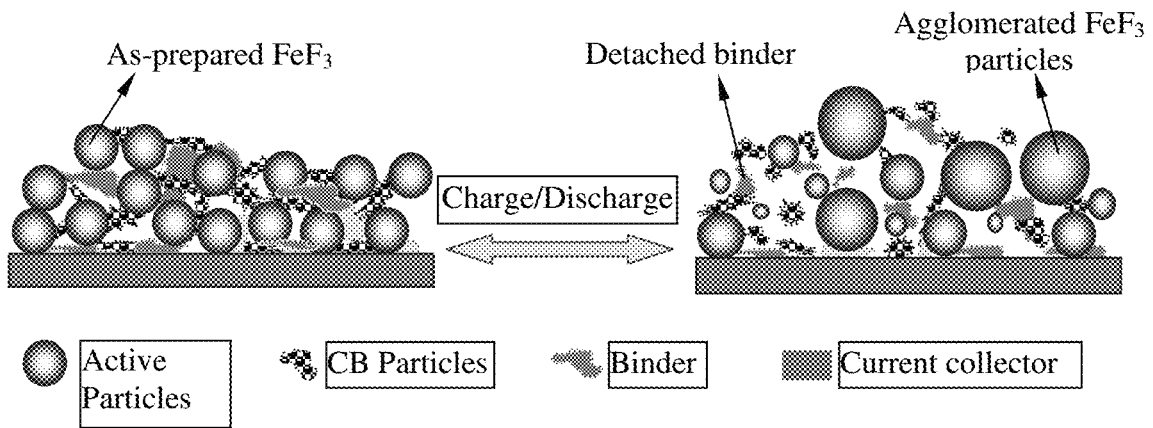 As-prepared FeF₃
Detached binder
Agglomerated FeF₃
particles
Charge/Discharge
Active
Particles
CB Particles
Binder
Current collector